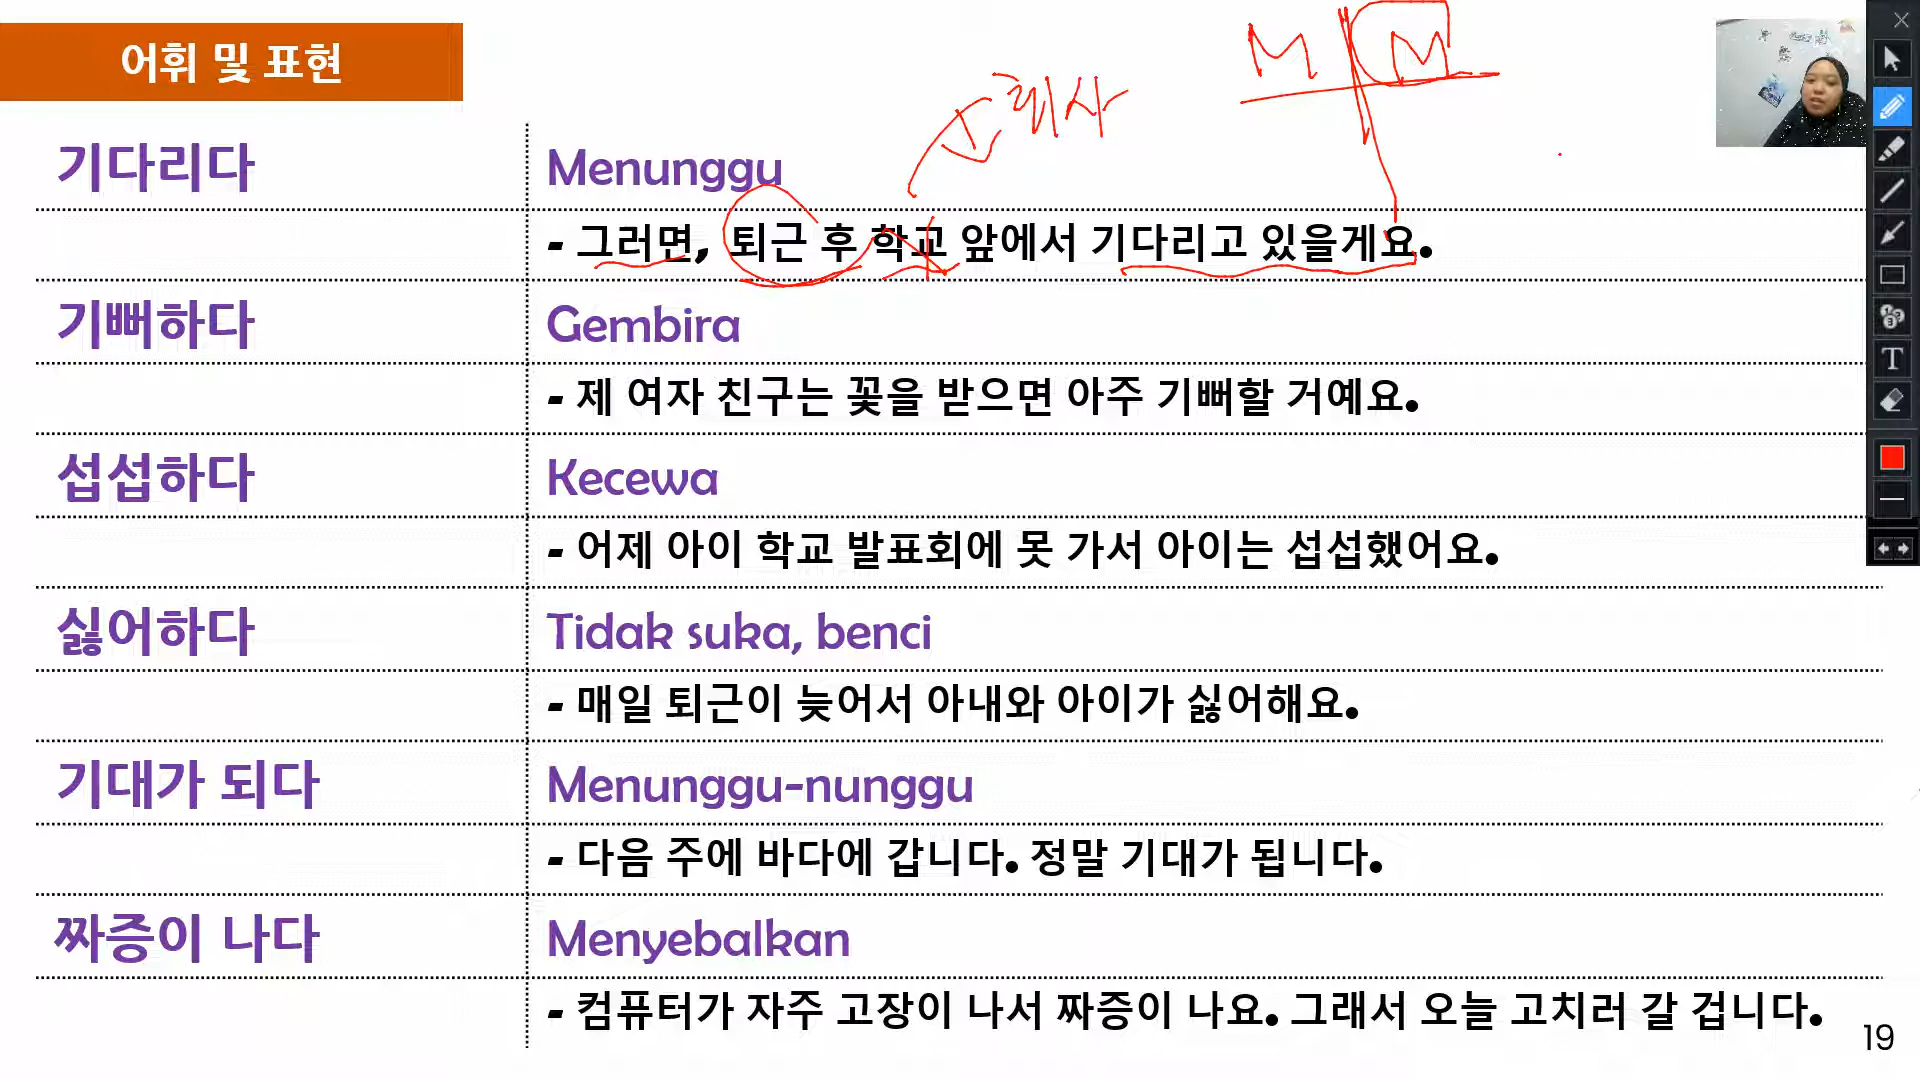 어휘 및 표현
회사
M M
기다리다 Menunggu
- 그러면, 퇴근 후 학교 앞에서 기다리고 있을게요.
기뻐하다 Gembira
- 제 여자 친구는 꽃을 받으면 아주 기뻐할 거예요.
섭섭하다 Kecewa
- 어제 아이 학교 발표회에 못 가서 아이는 섭섭했어요.
싫어하다 Tidak suka, benci
- 매일 퇴근이 늦어서 아내와 아이가 싫어해요.
기대가 되다 Menunggu-nunggu
- 다음 주에 바다에 갑니다. 정말 기대가 됩니다.
짜증이 나다 Menyebalkan
- 컴퓨터가 자주 고장이 나서 짜증이 나요. 그래서 오늘 고치러 갈 겁니다.
19